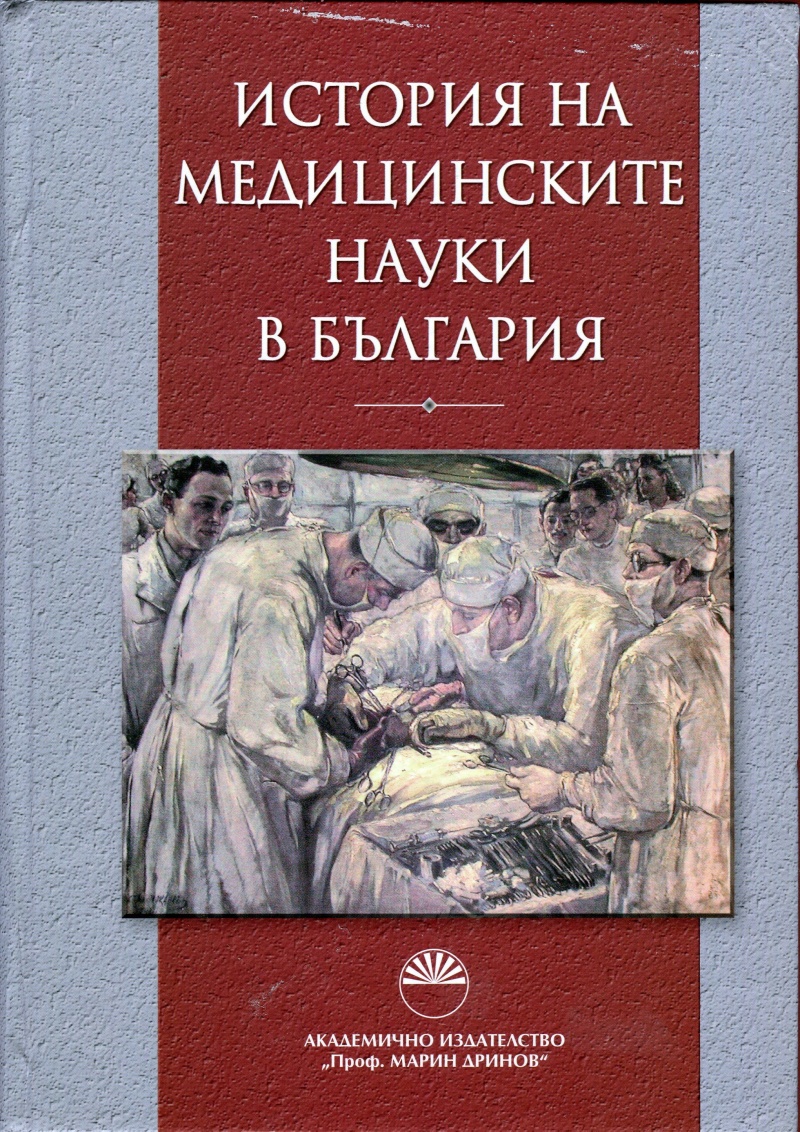 ИСТОРИЯ НА
МЕДИЦИНСКИТЕ
НАУКИ
В БЪЛГАРИЯ
АКАДЕМИЧНО ИЗДАТЕЛСТВО
„Проф. МАРИН ДРИНОВ“